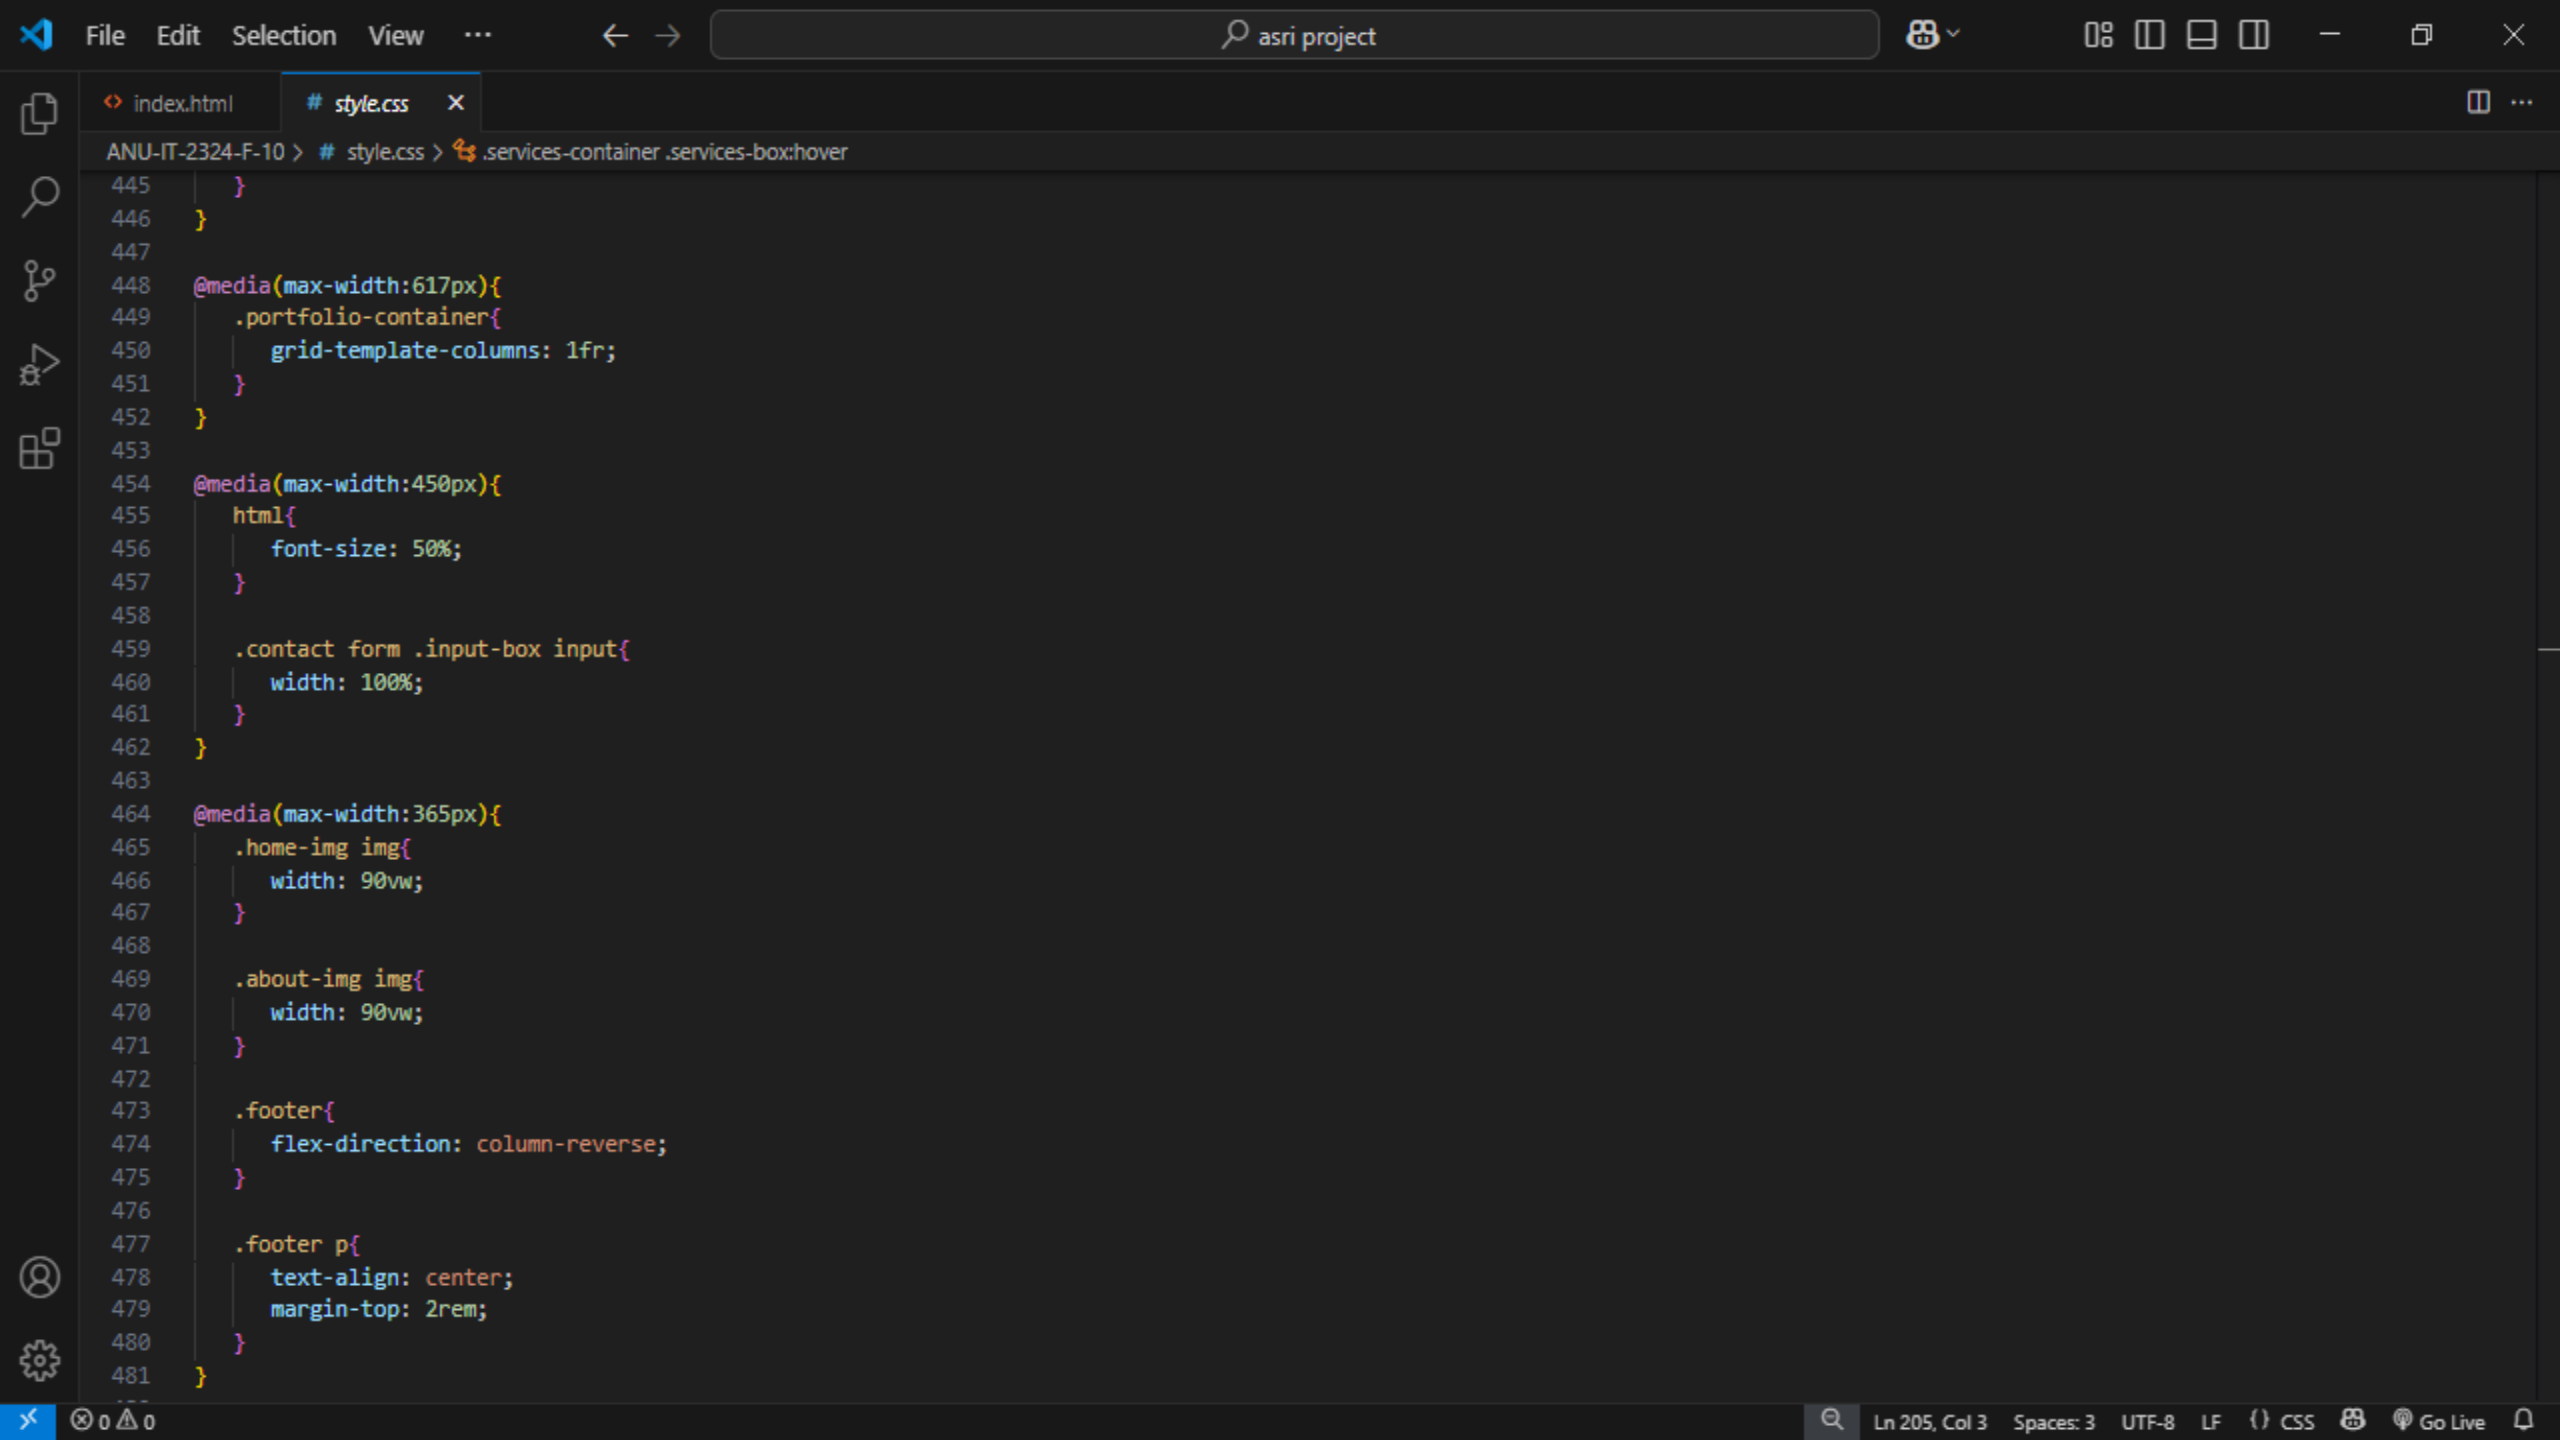 File Edit Selection View ··· asri project
index.html # style.css
ANU-IT-2324-F-10 > # style.css > .services-container .services-box:hover
445 }
446 }
447
448 @media(max-width:617px){
449 .portfolio-container{
450 grid-template-columns: 1fr;
451 }
452 }
453
454 @media(max-width:450px){
455 html{
456 font-size: 50%;
457 }
458
459 .contact form .input-box input{
460 width: 100%;
461 }
462 }
463
464 @media(max-width:365px){
465 .home-img img{
466 width: 90vw;
467 }
468
469 .about-img img{
470 width: 90vw;
471 }
472
473 .footer{
474 flex-direction: column-reverse;
475 }
476
477 .footer p{
478 text-align: center;
479 margin-top: 2rem;
480 }
481 }
0 0 Ln 205, Col 3 Spaces: 3 UTF-8 LF {} CSS Go Live